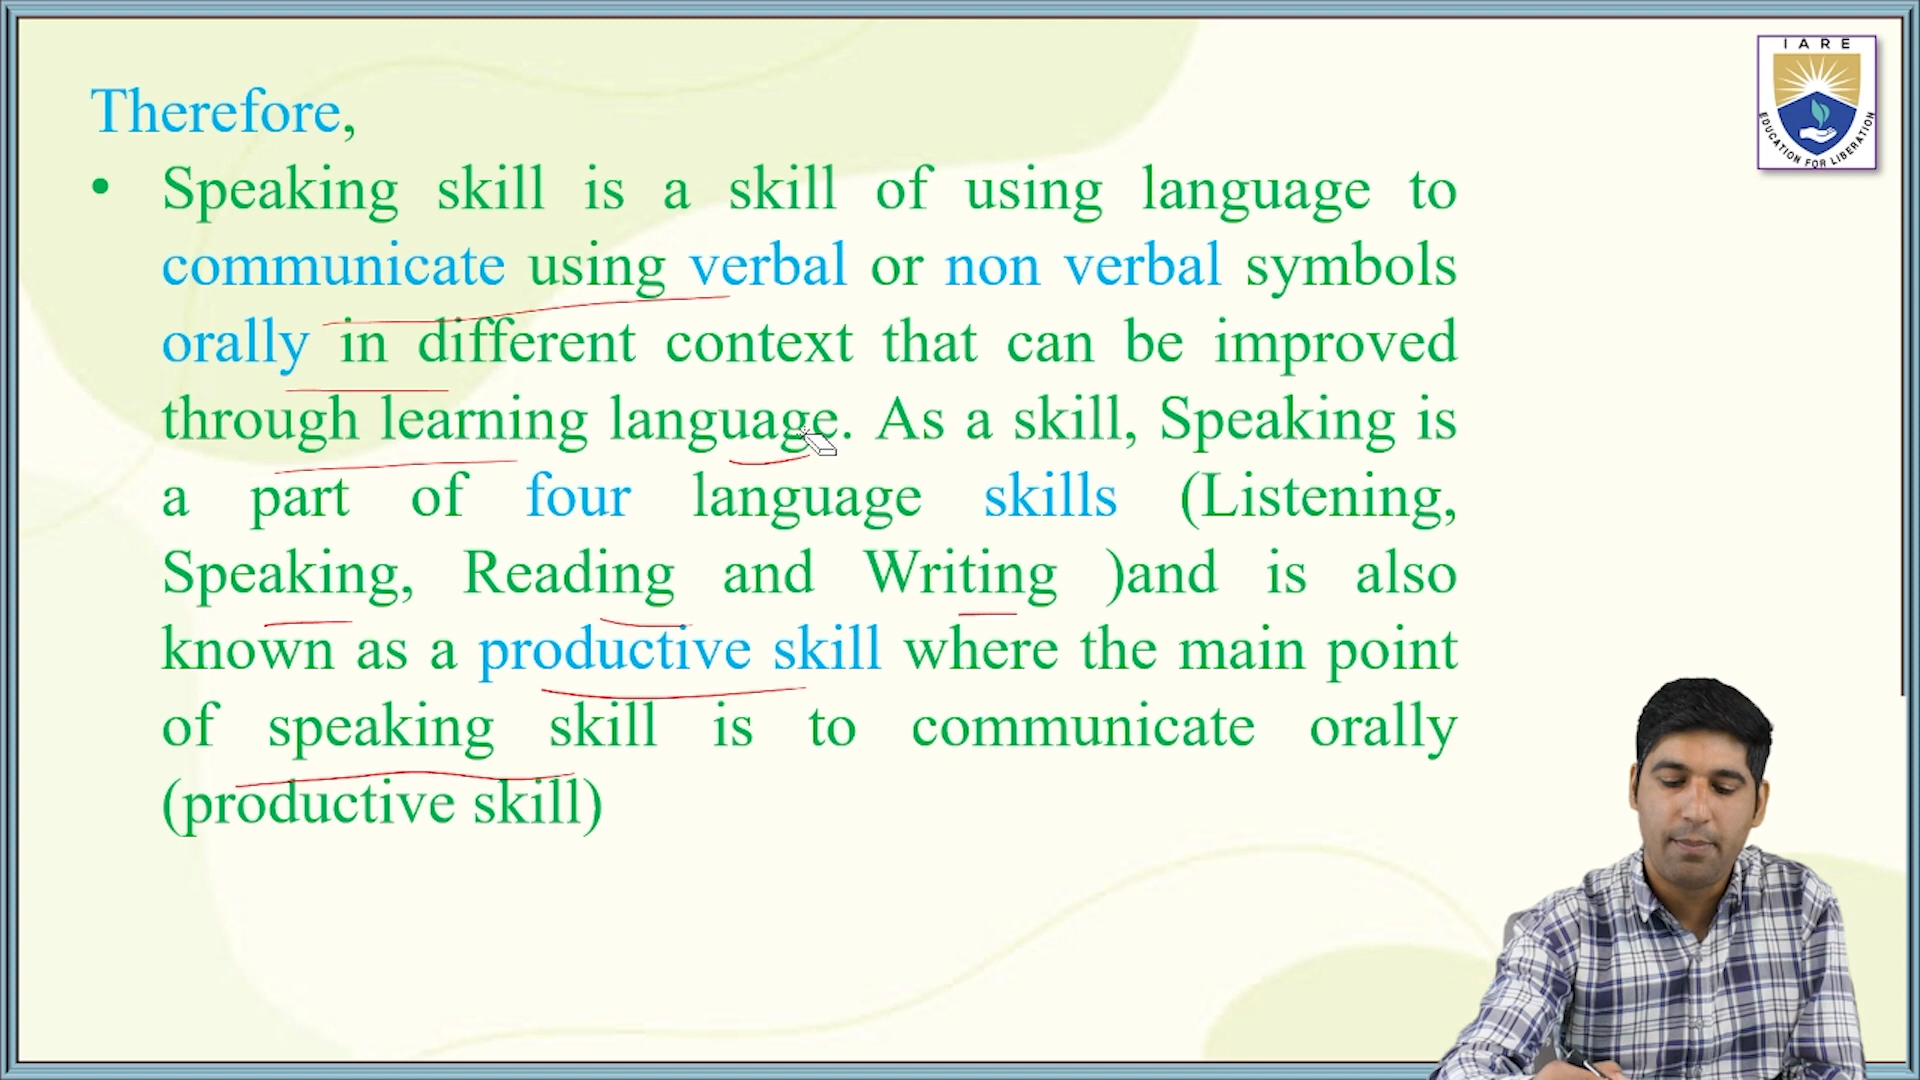 IARE
EDUCATION FOR LIBERATION
Therefore,
• Speaking skill is a skill of using language to
communicate using verbal or non verbal symbols
orally in different context that can be improved
through learning language. As a skill, Speaking is
a part of four language skills (Listening,
Speaking, Reading and Writing )and is also
known as a productive skill where the main point
of speaking skill is to communicate orally
(productive skill)